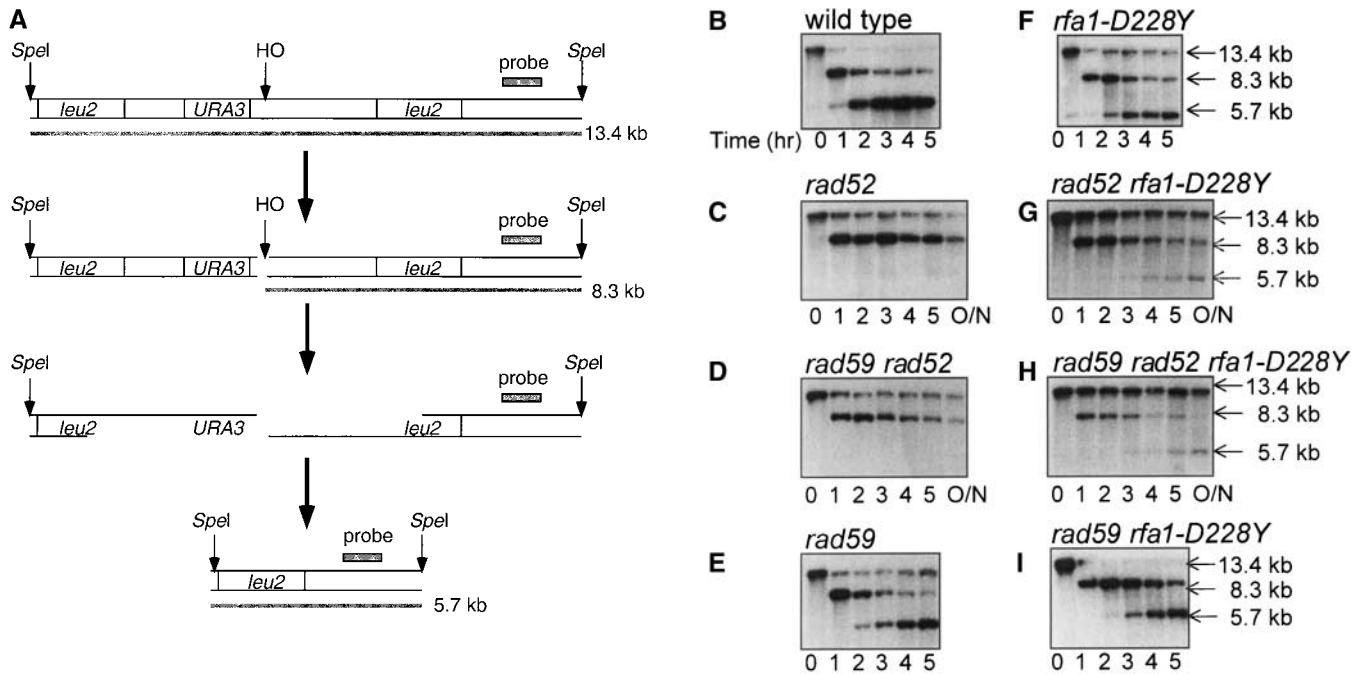 A
SpeI HO SpeI
probe
leu2 URA3 leu2
13.4 kb
SpeI HO SpeI
probe
leu2 URA3 leu2
8.3 kb
SpeI SpeI
probe
leu2 URA3 leu2
SpeI SpeI
probe
leu2
5.7 kb
B wild type
Time (hr) 0 1 2 3 4 5
C rad52
0 1 2 3 4 5 O/N
D rad59 rad52
0 1 2 3 4 5 O/N
E rad59
0 1 2 3 4 5
F rfa1-D228Y
13.4 kb
8.3 kb
5.7 kb
0 1 2 3 4 5
G rad52 rfa1-D228Y
13.4 kb
8.3 kb
5.7 kb
0 1 2 3 4 5 O/N
H rad59 rad52 rfa1-D228Y
13.4 kb
8.3 kb
5.7 kb
0 1 2 3 4 5 O/N
I rad59 rfa1-D228Y
13.4 kb
8.3 kb
5.7 kb
0 1 2 3 4 5